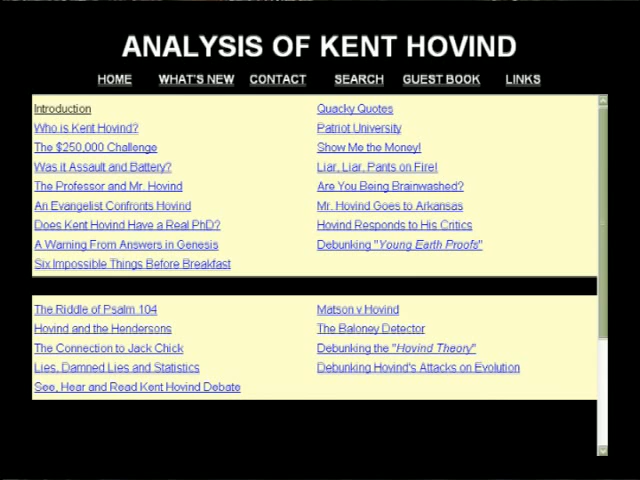 ANALYSIS OF KENT HOVIND
HOME WHAT'S NEW CONTACT SEARCH GUEST BOOK LINKS
Introduction
Who is Kent Hovind?
The $250,000 Challenge
Was it Assault and Battery?
The Professor and Mr. Hovind
An Evangelist Confronts Hovind
Does Kent Hovind Have a Real PhD?
A Warning From Answers in Genesis
Six Impossible Things Before Breakfast
Quacky Quotes
Patriot University
Show Me the Money!
Liar, Liar, Pants on Fire!
Are You Being Brainwashed?
Mr. Hovind Goes to Arkansas
Hovind Responds to His Critics
Debunking "Young Earth Proofs"
The Riddle of Psalm 104
Hovind and the Hendersons
The Connection to Jack Chick
Lies, Damned Lies and Statistics
See, Hear and Read Kent Hovind Debate
Matson v Hovind
The Baloney Detector
Debunking the "Hovind Theory"
Debunking Hovind's Attacks on Evolution